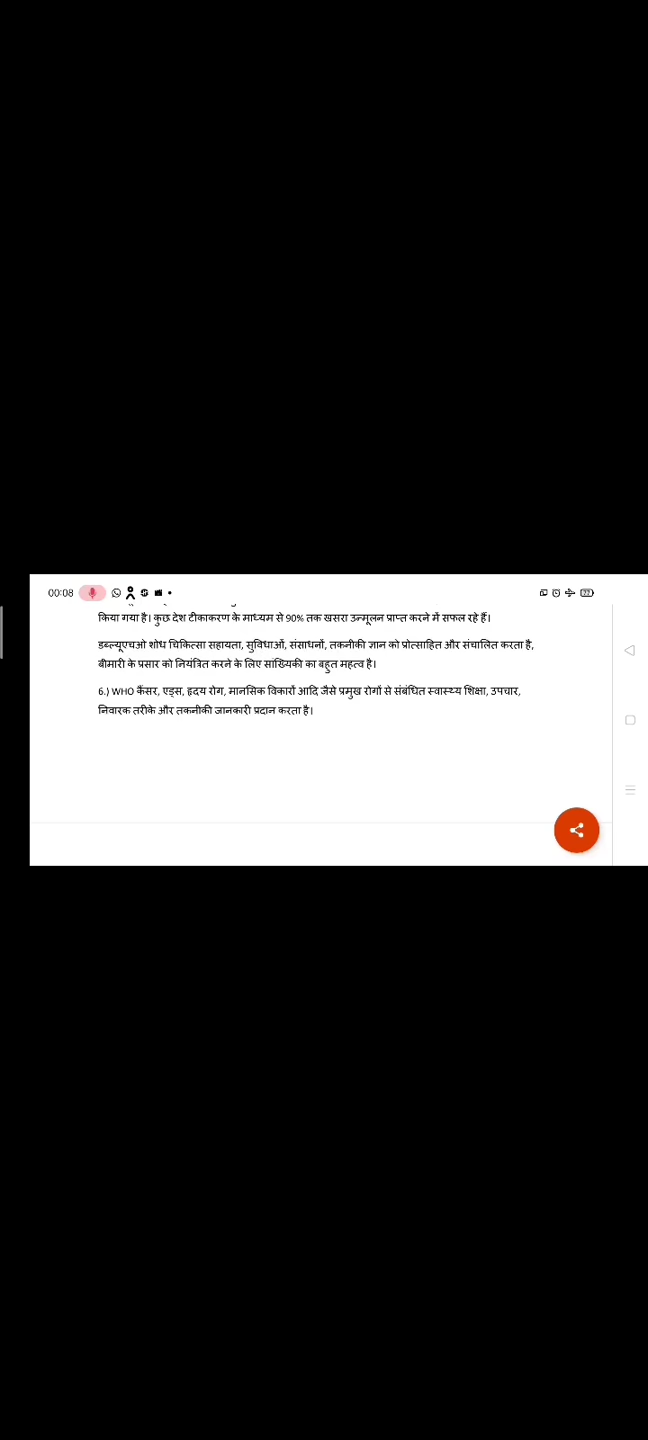 00:08
किया गया है। कुछ देश टीकाकरण के माध्यम से 90% तक खसरा उन्मूलन प्राप्त करने में सफल रहे हैं।
डब्ल्यूएचओ शोध चिकित्सा सहायता, सुविधाओं, संसाधनों, तकनीकी ज्ञान को प्रोत्साहित और संचालित करता है,
बीमारी के प्रसार को नियंत्रित करने के लिए सांख्यिकी का बहुत महत्व है।
6.) WHO कैंसर, एड्स, हृदय रोग, मानसिक विकारों आदि जैसे प्रमुख रोगों से संबंधित स्वास्थ्य शिक्षा, उपचार,
निवारक तरीके और तकनीकी जानकारी प्रदान करता है।